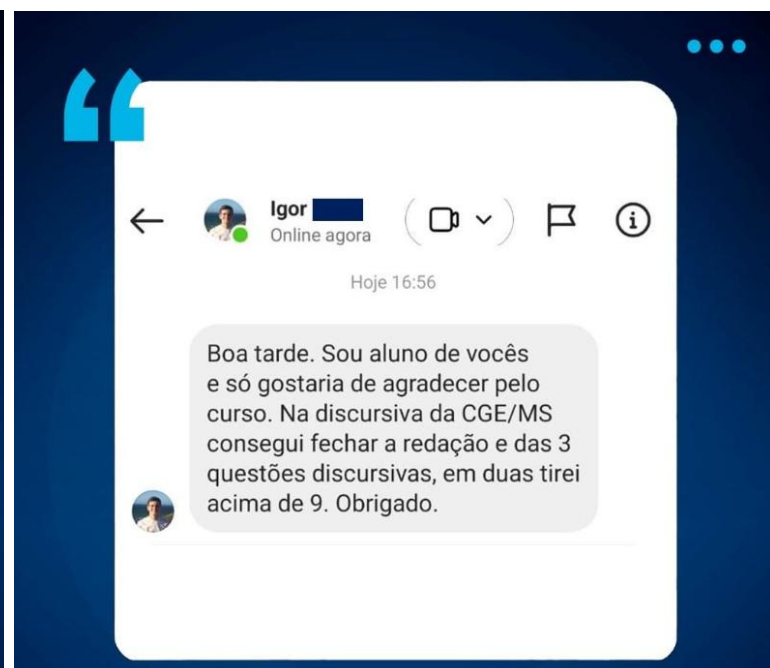 Igor
Online agora
Hoje 16:56
Boa tarde. Sou aluno de vocês
e só gostaria de agradecer pelo
curso. Na discursiva da CGE/MS
consegui fechar a redação e das 3
questões discursivas, em duas tirei
acima de 9. Obrigado.